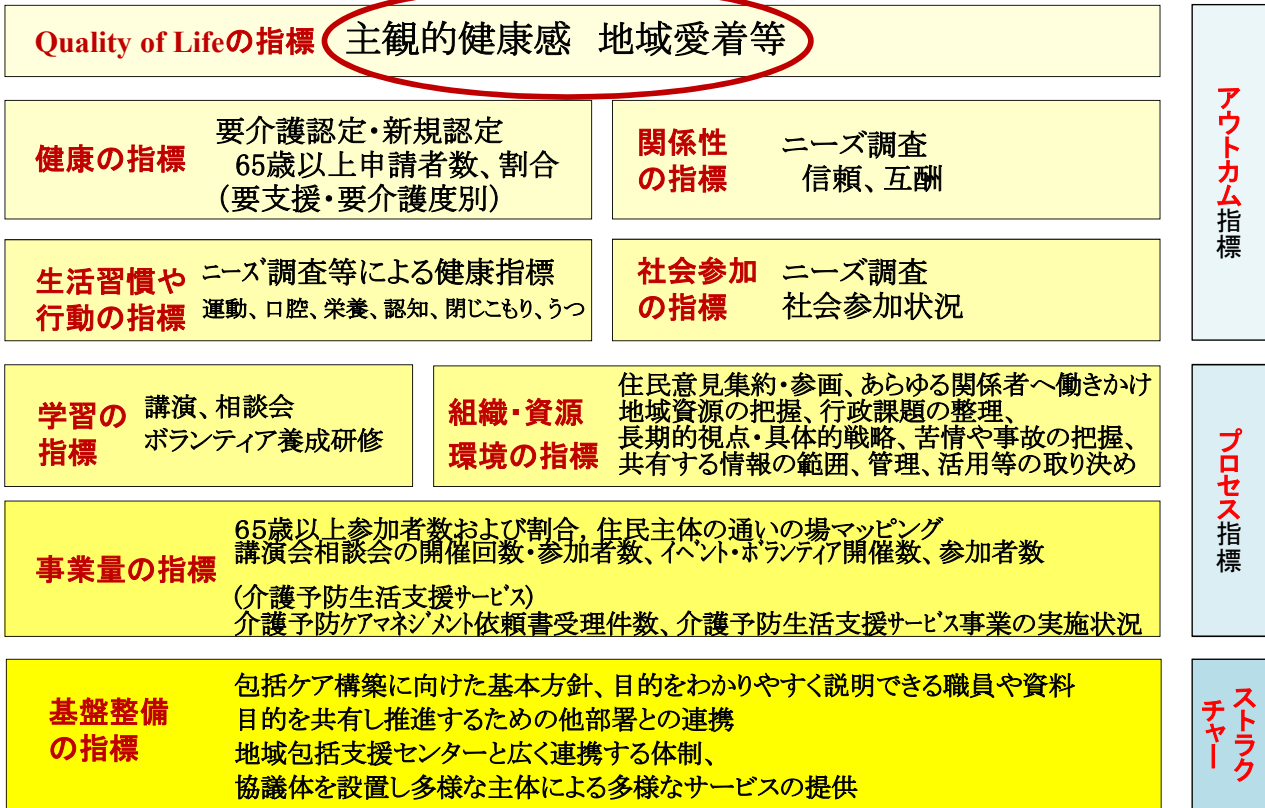 Quality of Lifeの指標 主観的健康感 地域愛着等
健康の指標
要介護認定・新規認定
65歳以上申請者数、割合
(要支援・要介護度別)
関係性
の指標
ニーズ調査
信頼、互酬
生活習慣や
行動の指標
ニーズ調査等による健康指標
運動、口腔、栄養、認知、閉じこもり、うつ
社会参加
の指標
ニーズ調査
社会参加状況
アウトカム指標
学習の
指標
講演、相談会
ボランティア養成研修
組織・資源
環境の指標
住民意見集約・参画、あらゆる関係者へ働きかけ
地域資源の把握、行政課題の整理、
長期的視点・具体的戦略、苦情や事故の把握、
共有する情報の範囲、管理、活用等の取り決め
事業量の指標
65歳以上参加者数および割合, 住民主体の通いの場マッピング
講演会相談会の開催回数・参加者数、イベント・ボランティア開催数、参加者数
(介護予防生活支援サービス)
介護予防ケアマネジメント依頼書受理件数、介護予防生活支援サービス事業の実施状況
プロセス指標
基盤整備
の指標
包括ケア構築に向けた基本方針、目的をわかりやすく説明できる職員や資料
目的を共有し推進するための他部署との連携
地域包括支援センターと広く連携する体制、
協議体を設置し多様な主体による多様なサービスの提供
ストラク
チャー